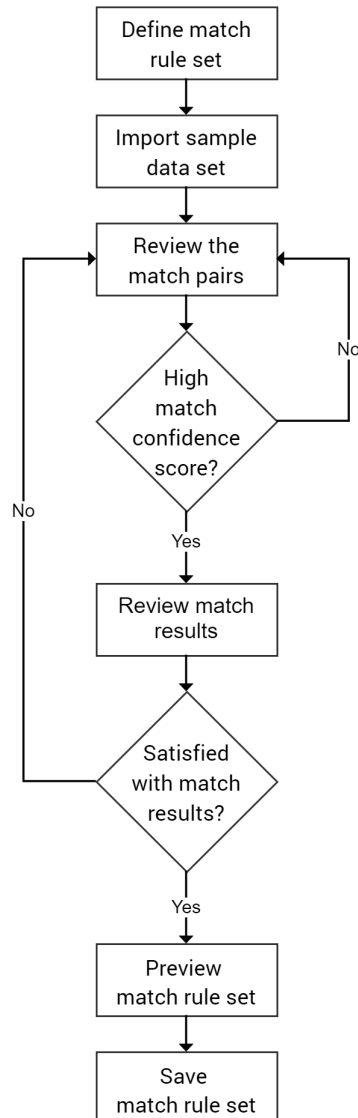 Define match
rule set
Import sample
data set
Review the
match pairs
No
High
match
confidence
score?
No
Yes
Review match
results
Satisfied
with match
results?
Yes
Preview
match rule set
Save
match rule set